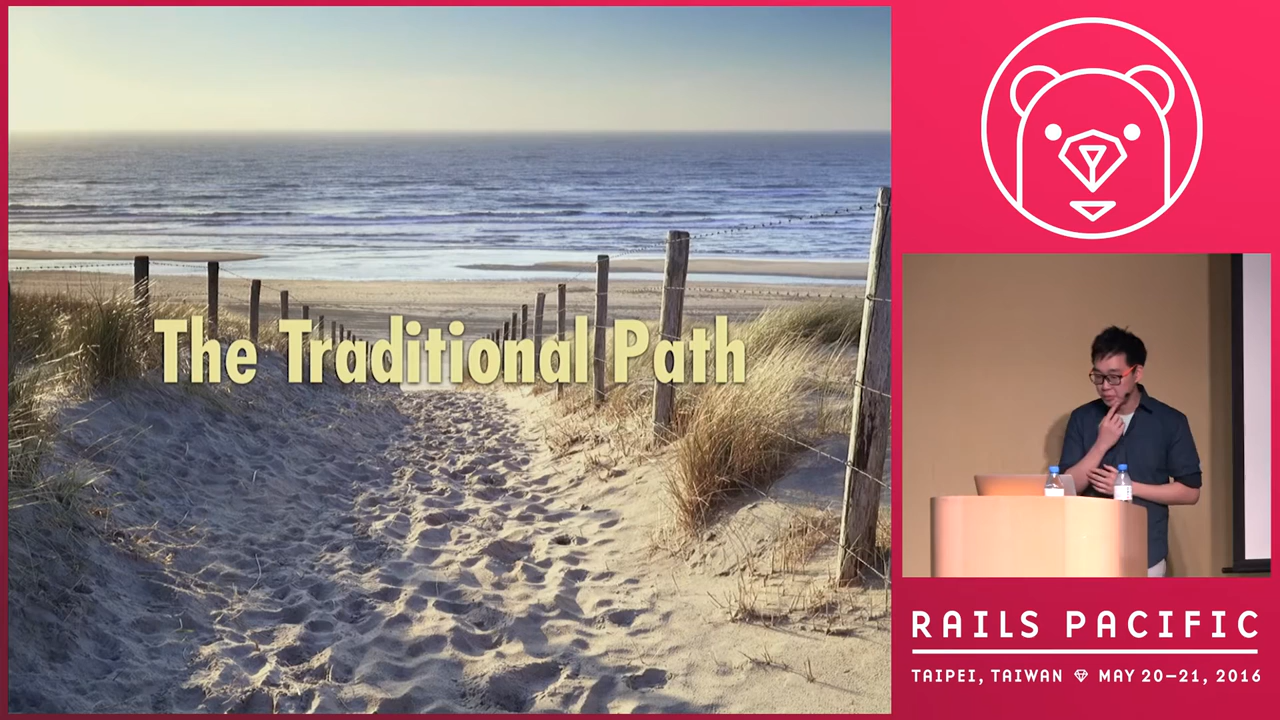 The Traditional Path
RAILS PACIFIC
TAIPEI, TAIWAN MAY 20–21, 2016